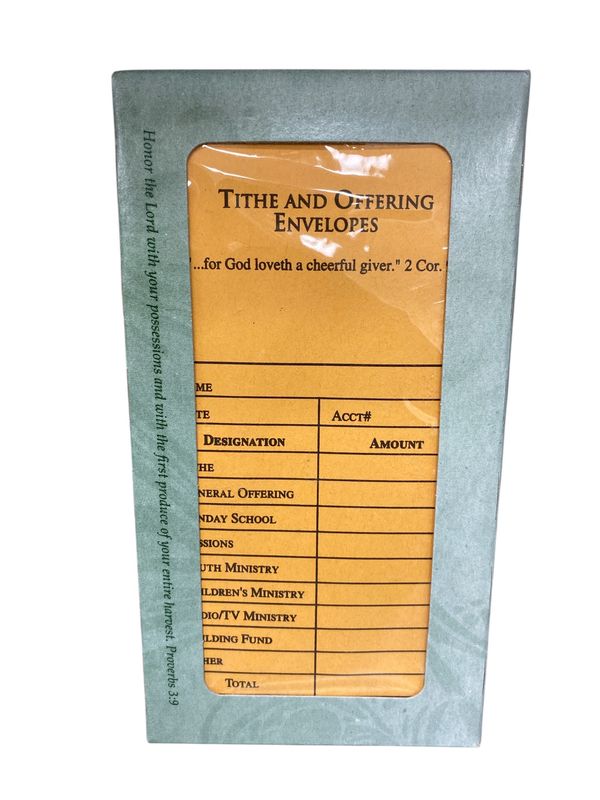 Honor the Lord with your possessions and with the first produce of your entire harvest. Proverbs 3:9
TITHE AND OFFERING
ENVELOPES
"...for God loveth a cheerful giver." 2 Cor.
ME
TE ACCT#
DESIGNATION AMOUNT
HE
NERAL OFFERING
NDAY SCHOOL
SSIONS
UTH MINISTRY
ILDREN'S MINISTRY
DIO/TV MINISTRY
ILDING FUND
HER
TOTAL